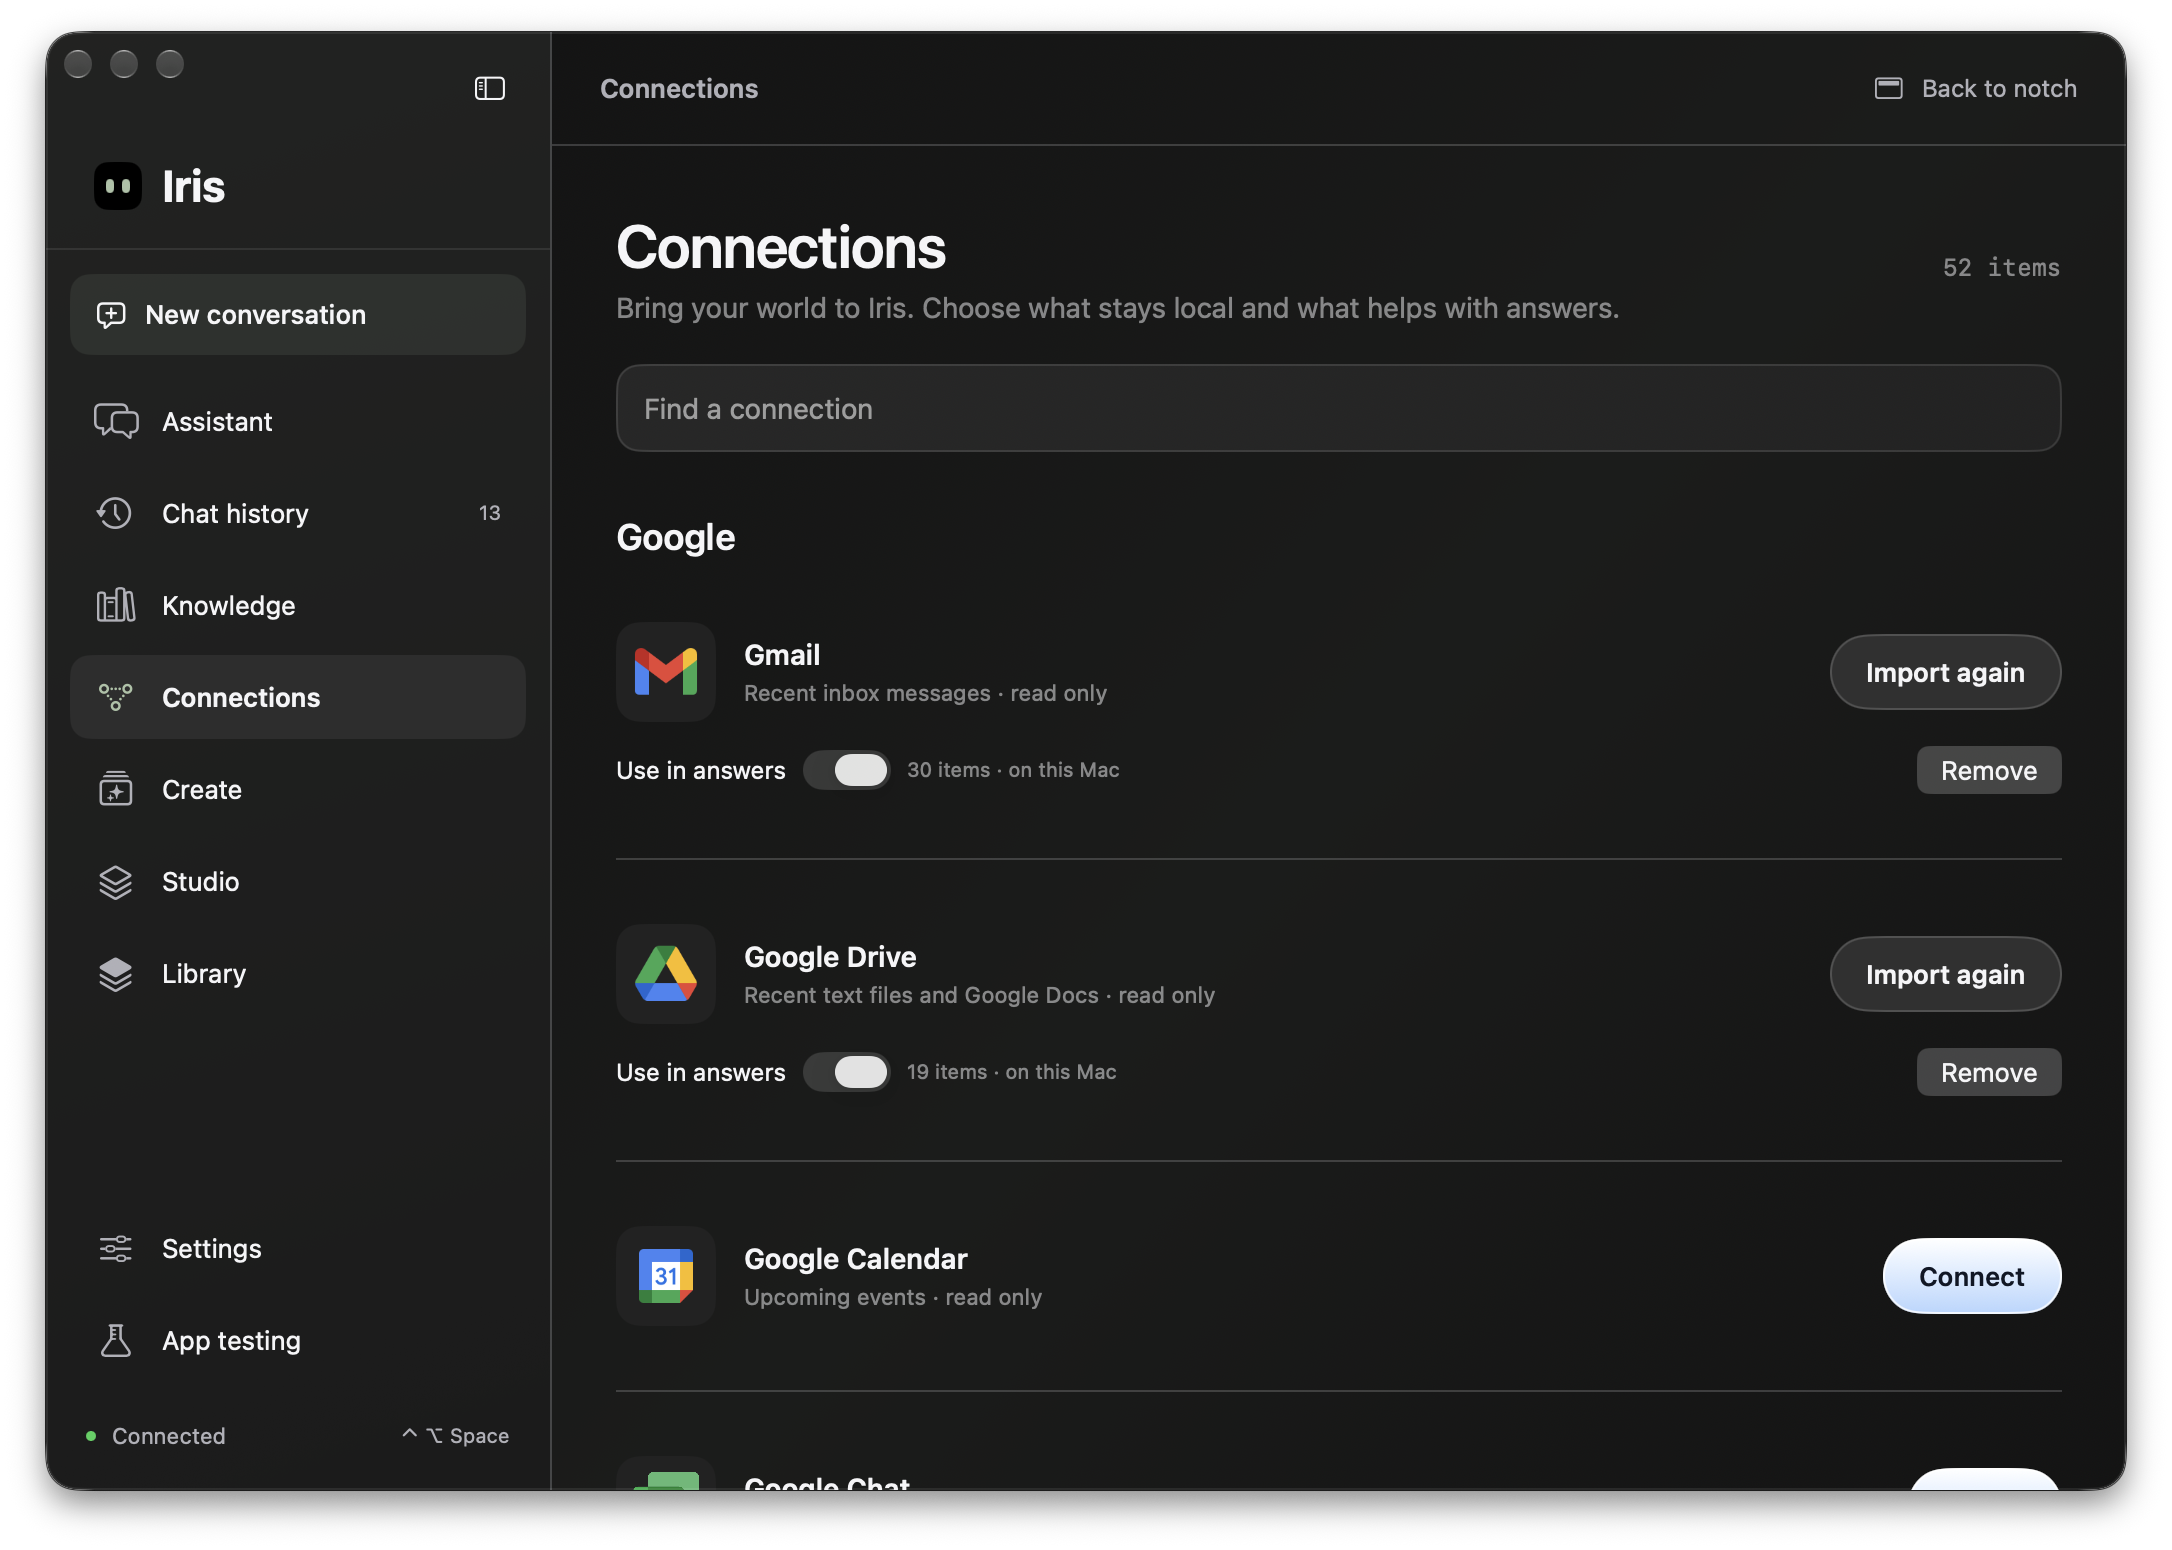 Connections
Back to notch
Iris
New conversation
Assistant
Chat history
13
Knowledge
Connections
Create
Studio
Library
Settings
App testing
Connected
^ ⌥ Space
Connections
52 items
Bring your world to Iris. Choose what stays local and what helps with answers.
Find a connection
Google
Gmail
Recent inbox messages · read only
Import again
Use in answers
30 items · on this Mac
Remove
Google Drive
Recent text files and Google Docs · read only
Import again
Use in answers
19 items · on this Mac
Remove
31
Google Calendar
Upcoming events · read only
Connect
Google Chat